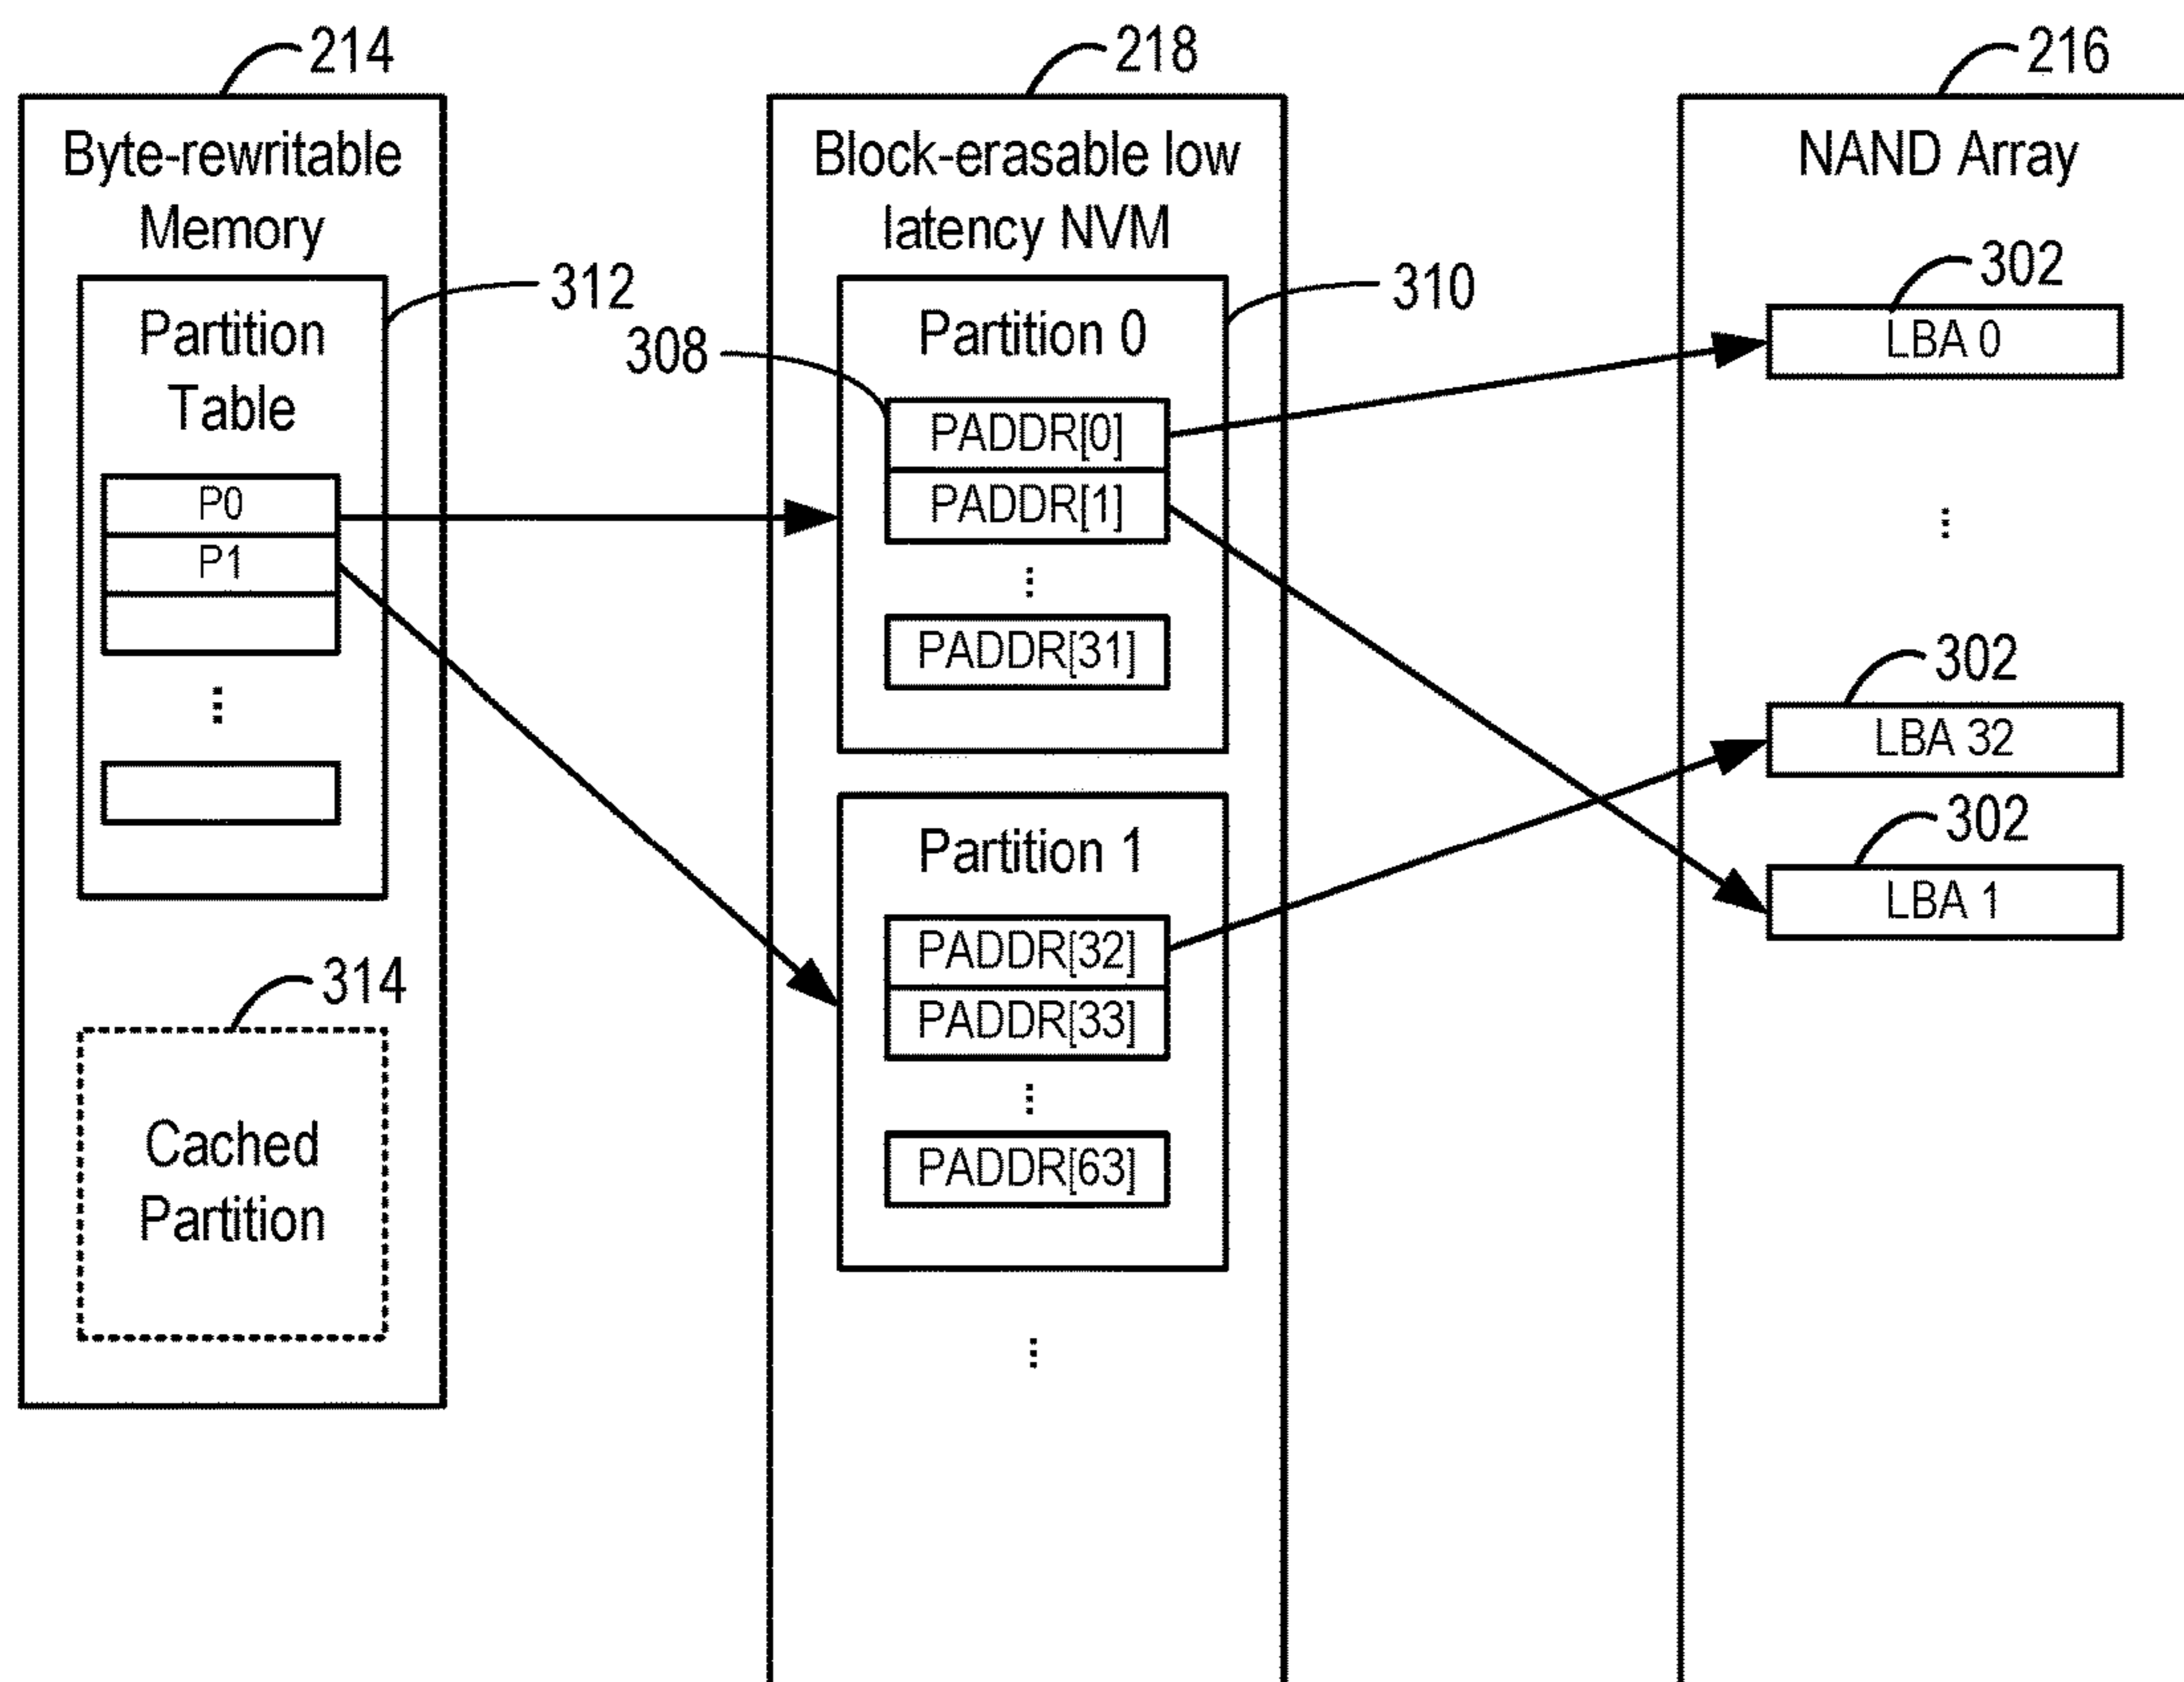 214
Byte-rewritable
Memory
312
Partition
Table
P0
P1
...
314
Cached
Partition
218
Block-erasable low
latency NVM
310
Partition 0
308
PADDR[0]
PADDR[1]
...
PADDR[31]
Partition 1
PADDR[32]
PADDR[33]
...
PADDR[63]
...
216
NAND Array
302
LBA 0
...
302
LBA 32
302
LBA 1